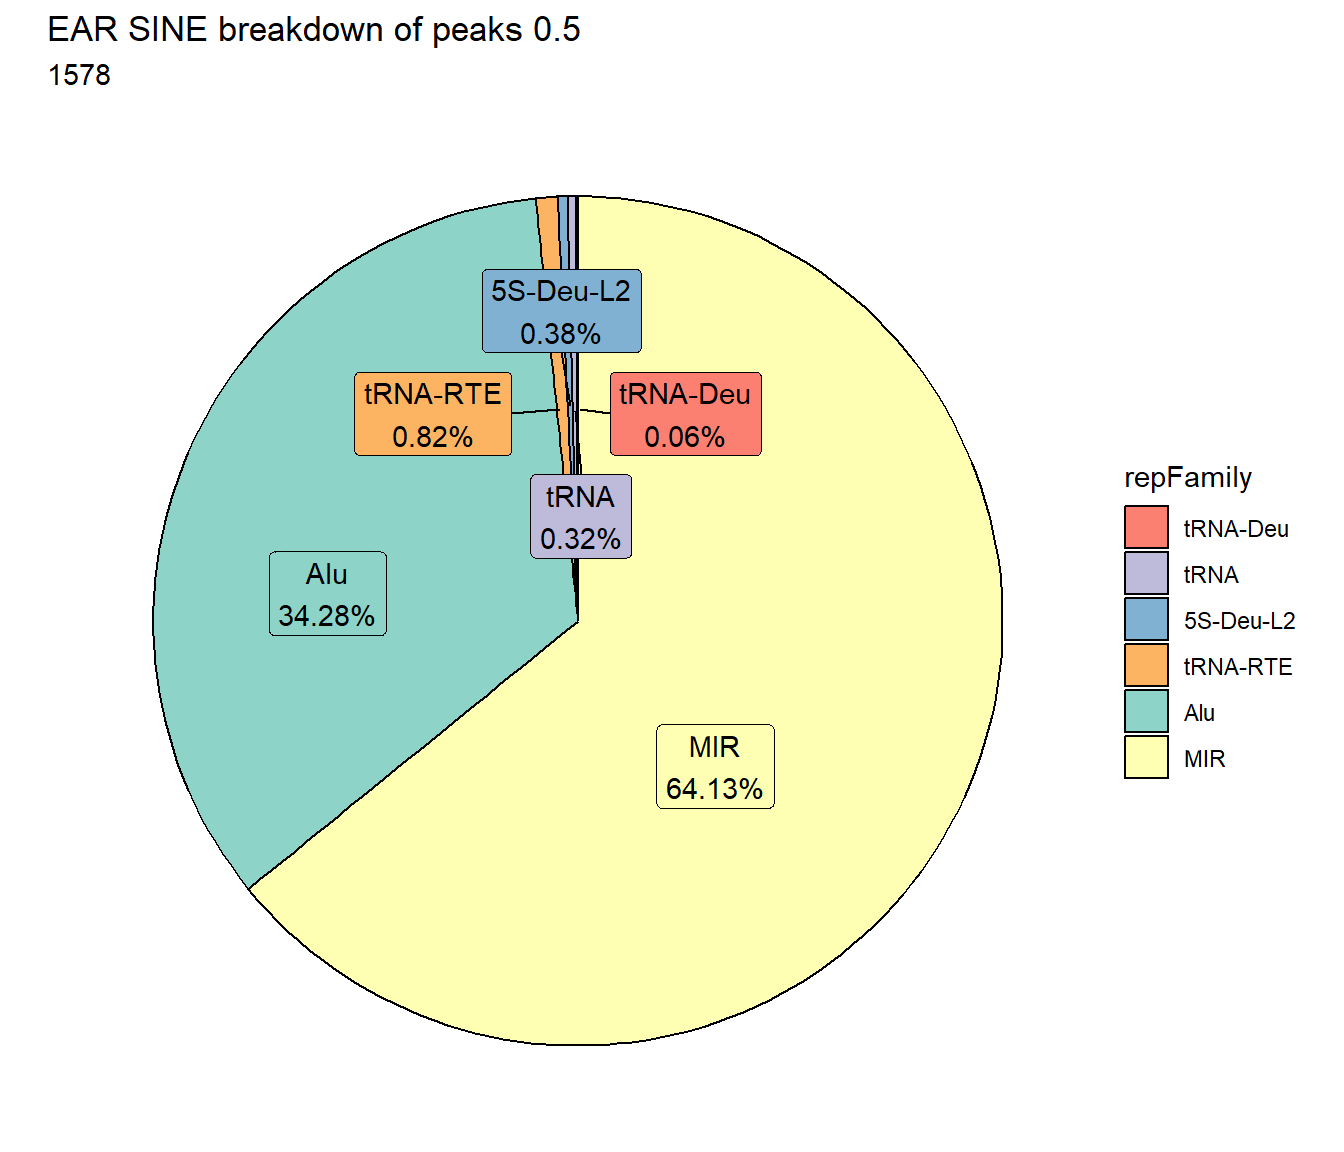 EAR SINE breakdown of peaks 0.5
1578
5S-Deu-L2
0.38%
tRNA-RTE
0.82%
tRNA-Deu
0.06%
tRNA
0.32%
Alu
34.28%
MIR
64.13%
repFamily
tRNA-Deu
tRNA
5S-Deu-L2
tRNA-RTE
Alu
MIR